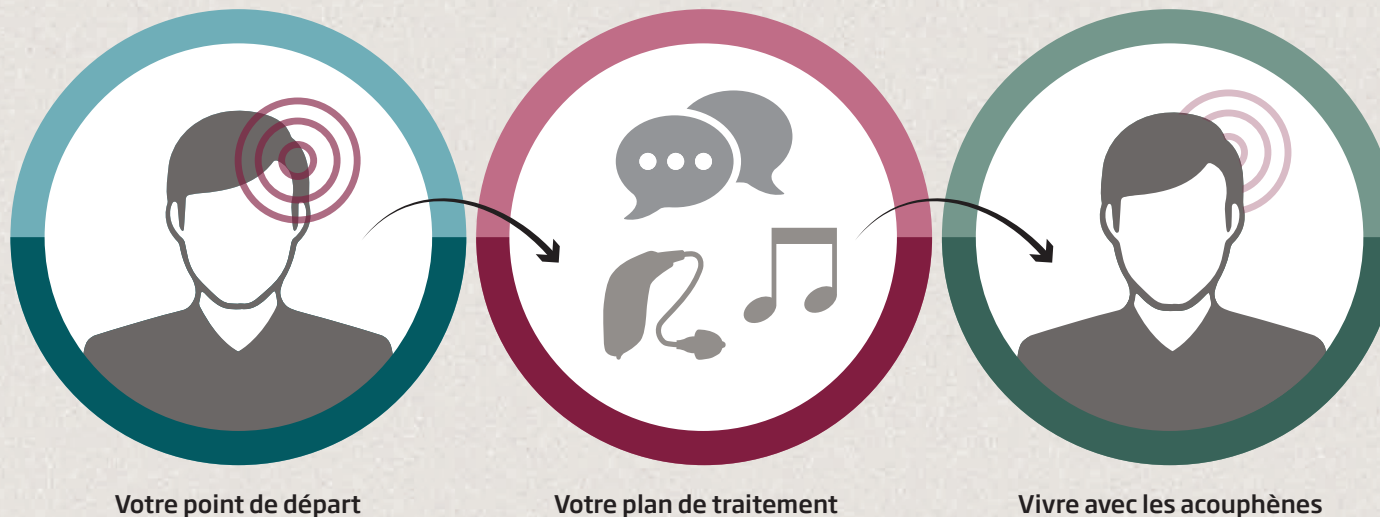 Votre point de départ
Votre plan de traitement
Vivre avec les acouphènes